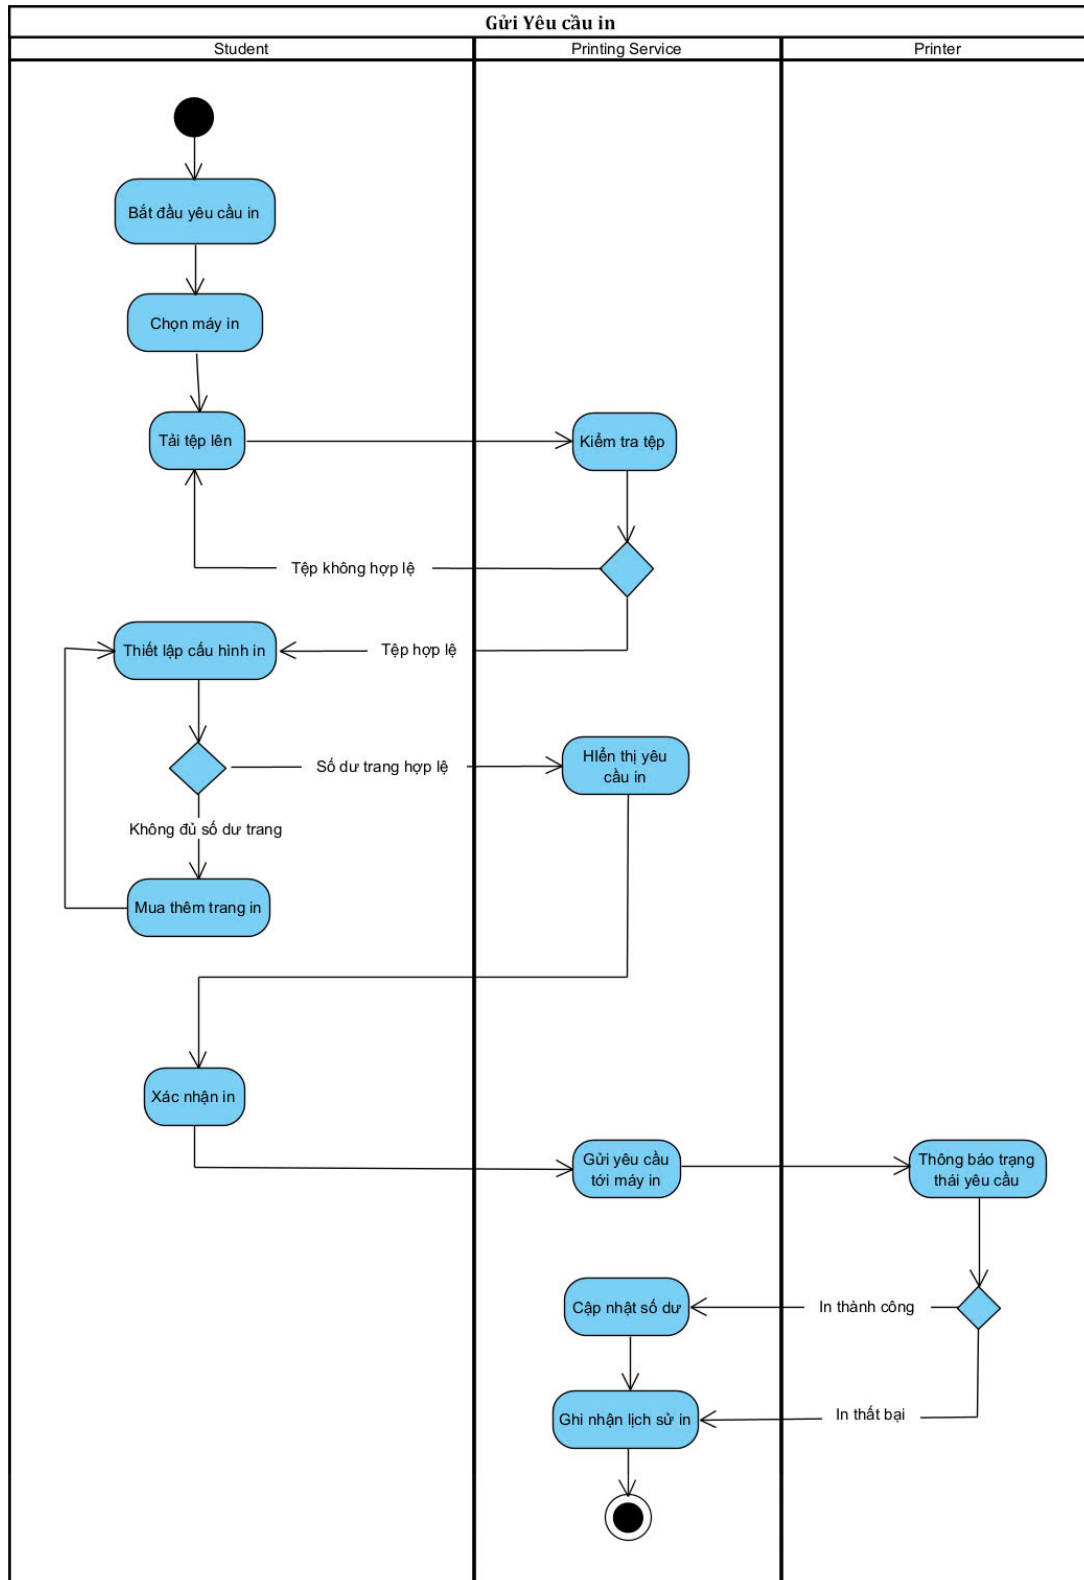 Gửi Yêu cầu in
Student
Printing Service
Printer
Bắt đầu yêu cầu in
Chọn máy in
Tải tệp lên
Kiểm tra tệp
Tệp không hợp lệ
Thiết lập cấu hình in
Tệp hợp lệ
Số dư trang hợp lệ
HIển thị yêu
cầu in
Không đủ số dư trang
Mua thêm trang in
Xác nhận in
Gửi yêu cầu
tới máy in
Thông báo trạng
thái yêu cầu
Cập nhật số dư
In thành công
Ghi nhận lịch sử in
In thất bại